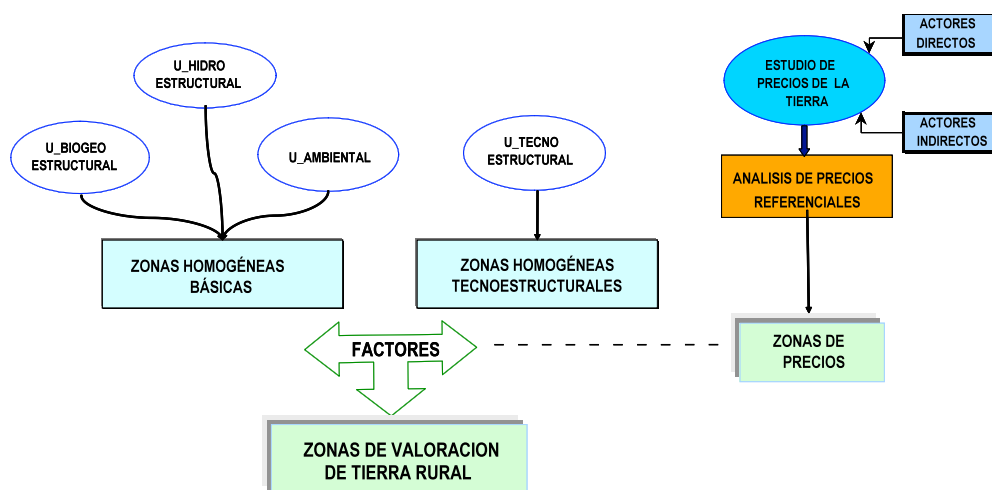 U_HIDRO
ESTRUCTURAL
U_BIOGEO
ESTRUCTURAL
U_AMBIENTAL
ZONAS HOMOGÉNEAS
BÁSICAS
U_TECNO
ESTRUCTURAL
ZONAS HOMOGÉNEAS
TECNOESTRUCTURALES
ACTORES
DIRECTOS
ESTUDIO DE
PRECIOS DE LA
TIERRA
ACTORES
INDIRECTOS
ANALISIS DE PRECIOS
REFERENCIALES
ZONAS DE
PRECIOS
FACTORES
ZONAS DE VALORACION
DE TIERRA RURAL